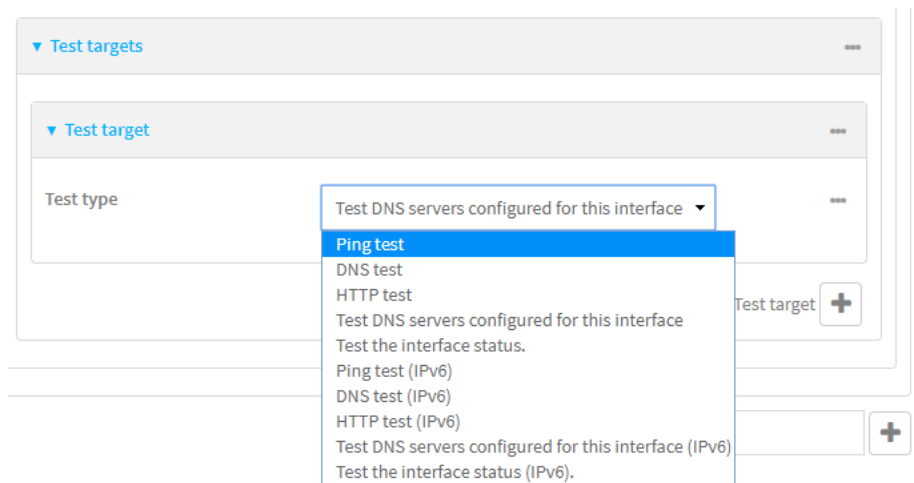 Test targets
Test target
Test type
Test DNS servers configured for this interface
Ping test
DNS test
HTTP test
Test DNS servers configured for this interface
Test the interface status.
Ping test (IPv6)
DNS test (IPv6)
HTTP test (IPv6)
Test DNS servers configured for this interface (IPv6)
Test the interface status (IPv6).
Test target